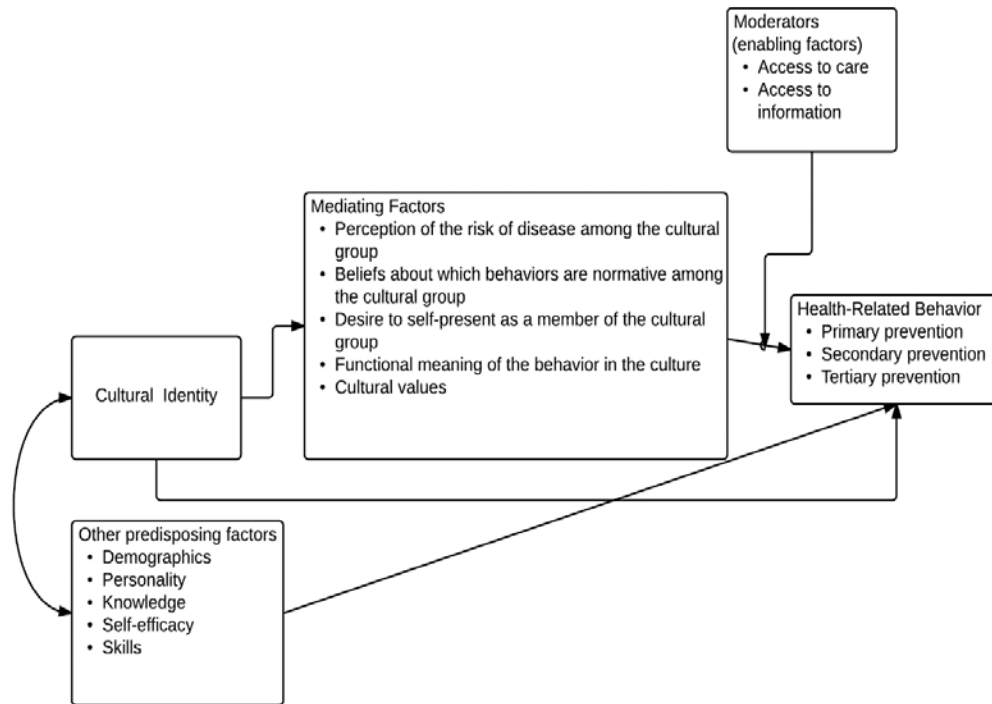 Moderators
(enabling factors)
• Access to care
• Access to
information
Mediating Factors
• Perception of the risk of disease among the cultural
group
• Beliefs about which behaviors are normative among
the cultural group
• Desire to self-present as a member of the cultural
group
• Functional meaning of the behavior in the culture
• Cultural values
Health-Related Behavior
• Primary prevention
• Secondary prevention
• Tertiary prevention
Cultural Identity
Other predisposing factors
• Demographics
• Personality
• Knowledge
• Self-efficacy
• Skills